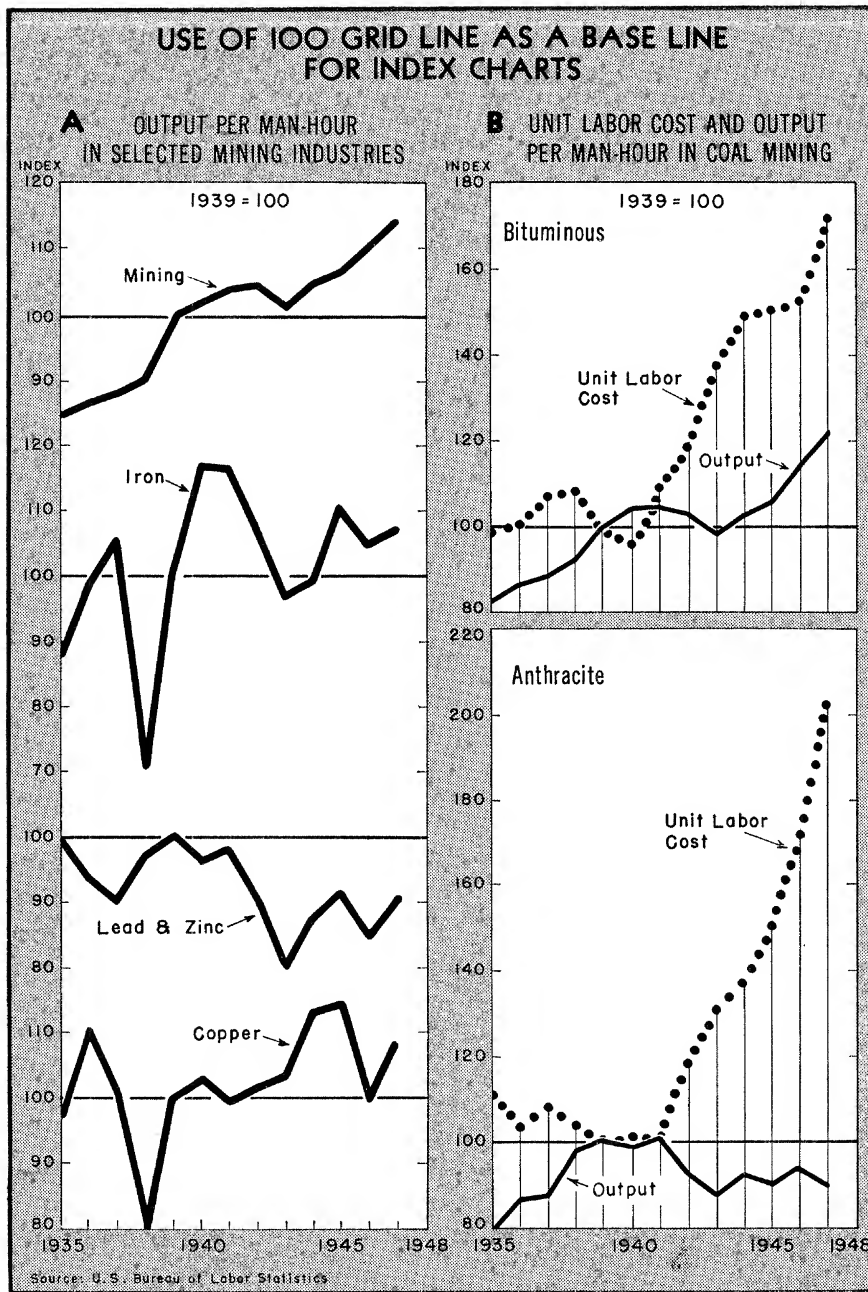 USE OF 100 GRID LINE AS A BASE LINE
FOR INDEX CHARTS
A OUTPUT PER MAN-HOUR
IN SELECTED MINING INDUSTRIES
INDEX
120
1939 = 100
110
Mining
100
90
120
Iron
110
100
90
80
70
100
90
Lead & Zinc
80
110
Copper
100
90
80
1935
1940
1945
1948
B UNIT LABOR COST AND OUTPUT
PER MAN-HOUR IN COAL MINING
INDEX
180
1939 = 100
Bituminous
160
140
Unit Labor
Cost
120
Output
100
80
220
Anthracite
200
180
Unit Labor
Cost
160
140
120
100
Output
80
1935
1940
1945
1948
Source: U.S. Bureau of Labor Statistics